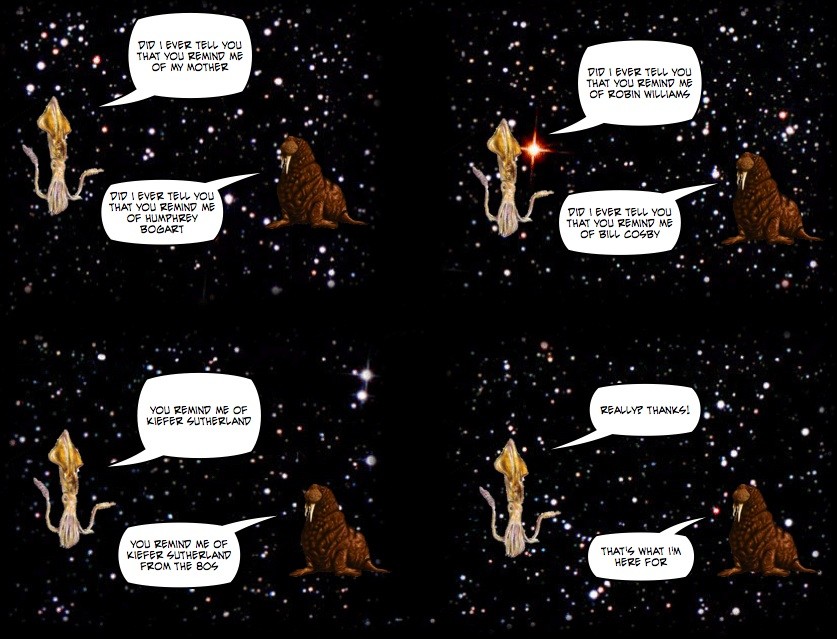 DID I EVER TELL YOU
THAT YOU REMIND ME
OF MY MOTHER
DID I EVER TELL YOU
THAT YOU REMIND ME
OF HUMPHREY
BOGART
DID I EVER TELL YOU
THAT YOU REMIND ME
OF ROBIN WILLIAMS
DID I EVER TELL YOU
THAT YOU REMIND ME
OF BILL COSBY
YOU REMIND ME OF
KIEFER SUTHERLAND
YOU REMIND ME OF
KIEFER SUTHERLAND
FROM THE 80S
REALLY? THANKS!
THAT'S WHAT I'M
HERE FOR